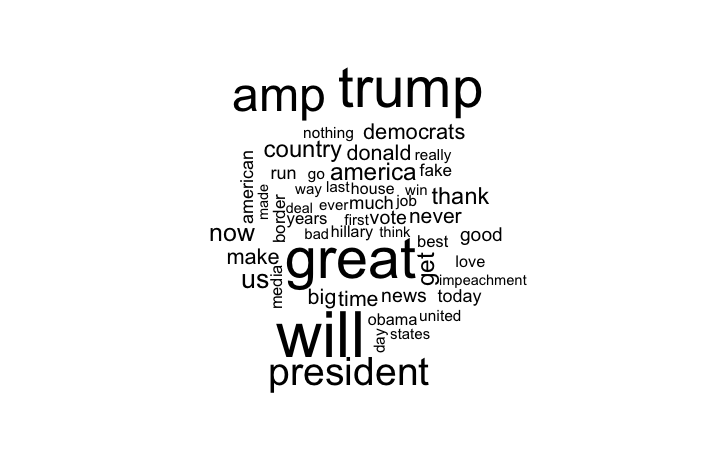 amp trump
nothing democrats
country donald really
american
run go america fake
made
way last house win thank
border
deal ever much job
years first vote never
now bad hillary think best good
make great get love
us media impeachment
big time news today
will obama united
day states
president